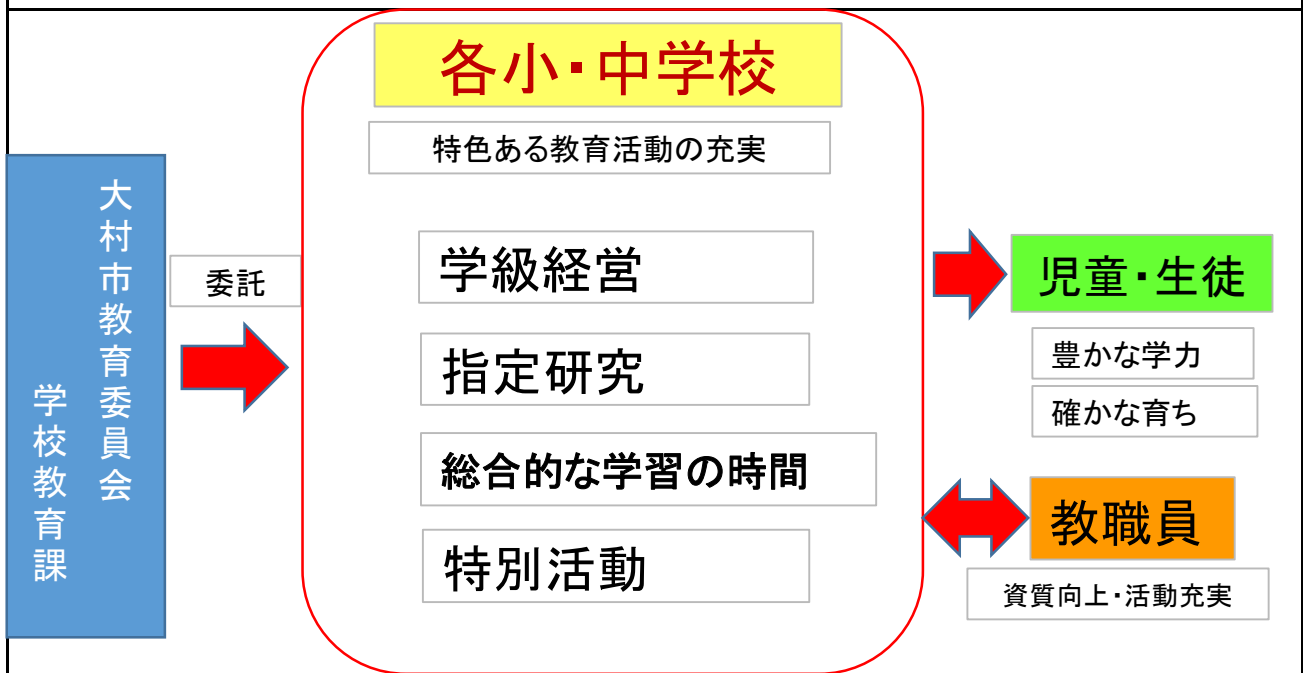 大村市教育委員会
学校教育課
委託
各小・中学校
特色ある教育活動の充実
学級経営
指定研究
総合的な学習の時間
特別活動
児童・生徒
豊かな学力
確かな育ち
教職員
資質向上・活動充実